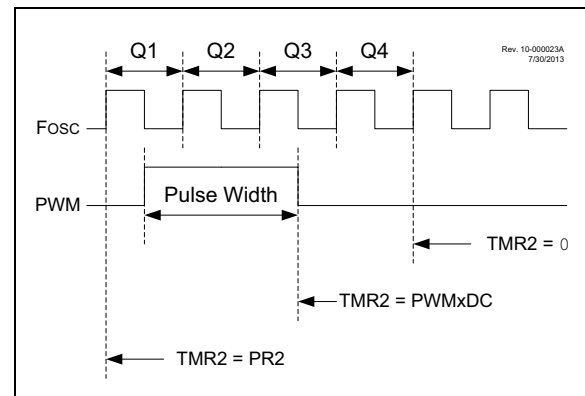 Q1 Q2 Q3 Q4
Rev. 10-000023A
7/30/2013
FOSC
PWM
Pulse Width
TMR2 = 0
TMR2 = PWMxDC
TMR2 = PR2